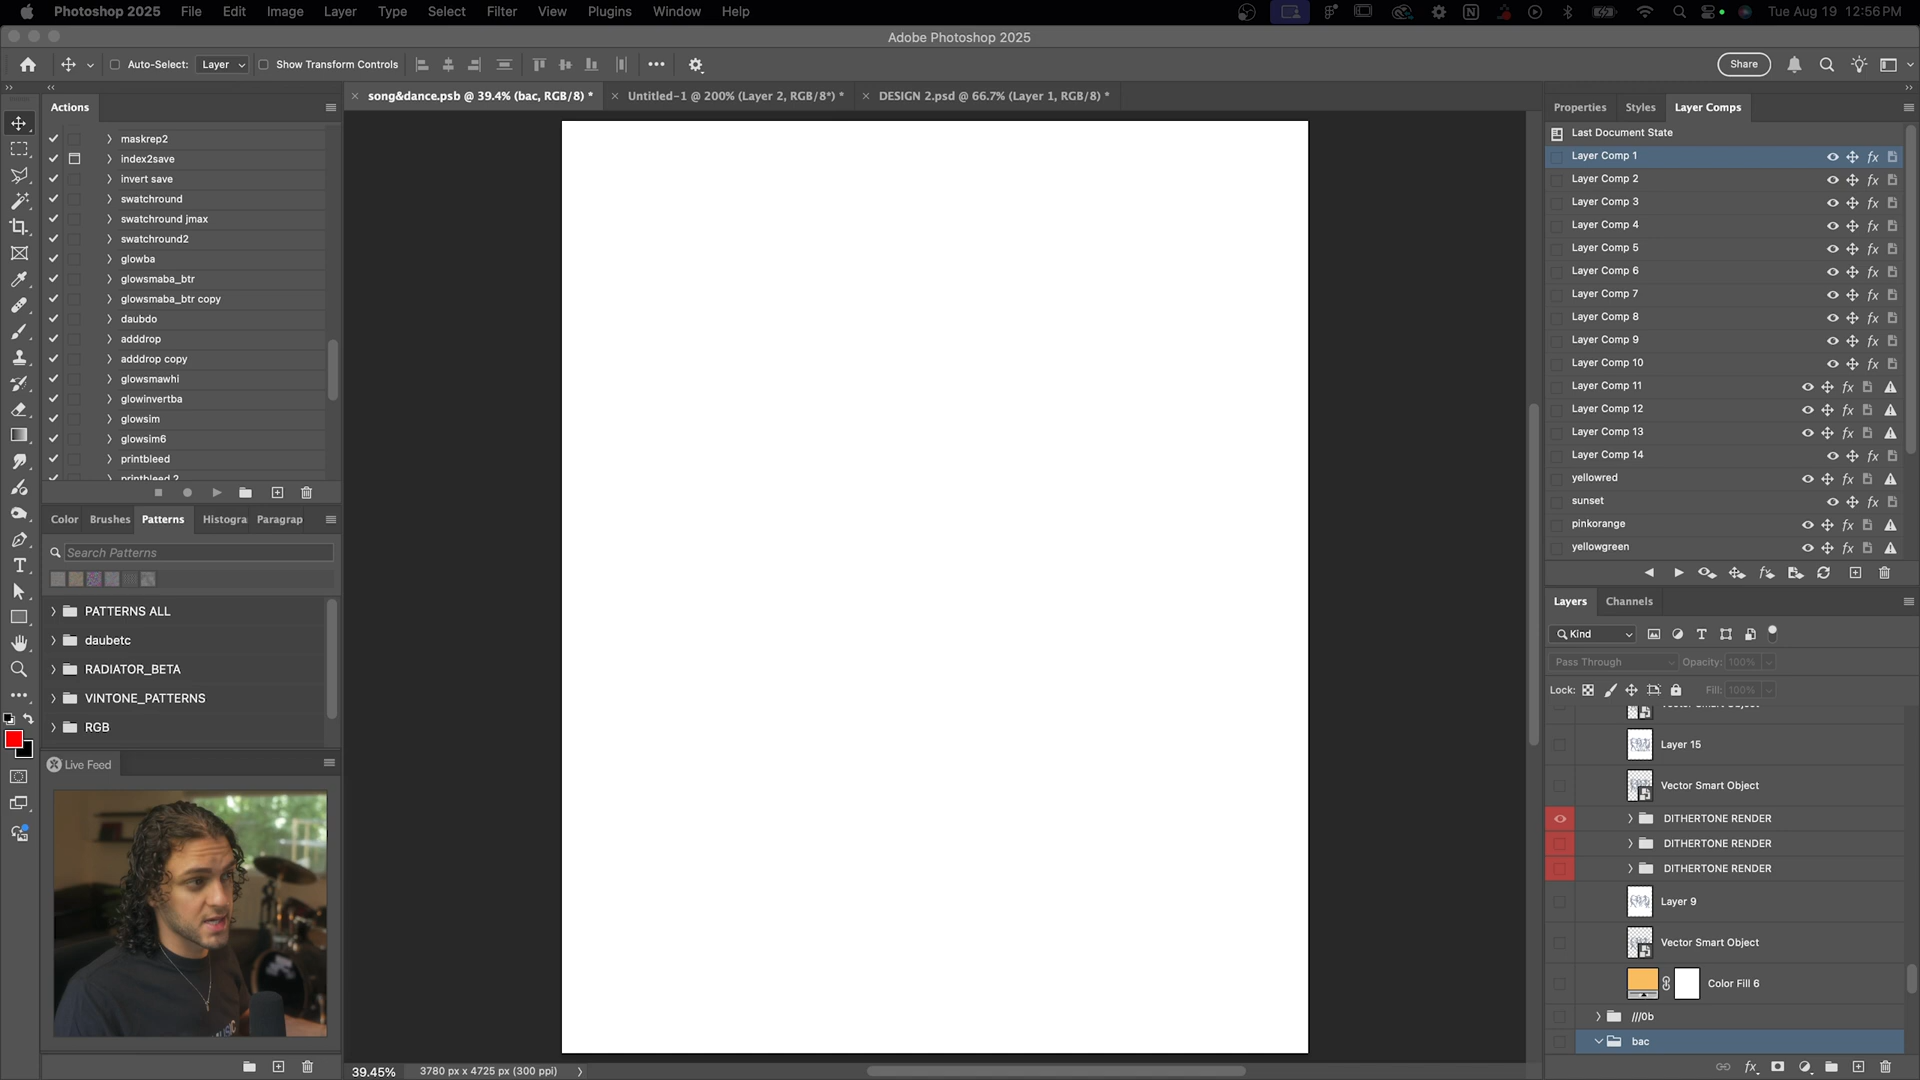 Photoshop 2025 File Edit Image Layer Type Select Filter View Plugins Window Help Tue Aug 19 12:56 PM
Adobe Photoshop 2025
Auto-Select: Layer Show Transform Controls Share
Actions
song&dance.psb @ 39.4% (bac, RGB/8) *
Untitled-1 @ 200% (Layer 2, RGB/8*) *
DESIGN 2.psd @ 66.7% (Layer 1, RGB/8) *
maskrep2
index2save
invert save
swatchround
swatchround jmax
swatchround2
glowba
glowsmaba_btr
glowsmaba_btr copy
daubdo
adddrop
adddrop copy
glowsmawhi
glowinvertba
glowsim
glowsim6
printbleed
printbleed 2
Color Brushes Patterns Histogra Paragrap
Search Patterns
PATTERNS ALL
daubetc
RADIATOR_BETA
VINTONE_PATTERNS
RGB
Live Feed
39.45% 3780 px x 4725 px (300 ppi)
Properties Styles Layer Comps
Last Document State
Layer Comp 1
Layer Comp 2
Layer Comp 3
Layer Comp 4
Layer Comp 5
Layer Comp 6
Layer Comp 7
Layer Comp 8
Layer Comp 9
Layer Comp 10
Layer Comp 11
Layer Comp 12
Layer Comp 13
Layer Comp 14
yellowred
sunset
pinkorange
yellowgreen
Layers Channels
Kind
Pass Through Opacity: 100%
Lock: Fill: 100%
Vector Smart Object
Layer 15
Vector Smart Object
DITHERTONE RENDER
DITHERTONE RENDER
DITHERTONE RENDER
Layer 9
Vector Smart Object
Color Fill 6
///0b
bac